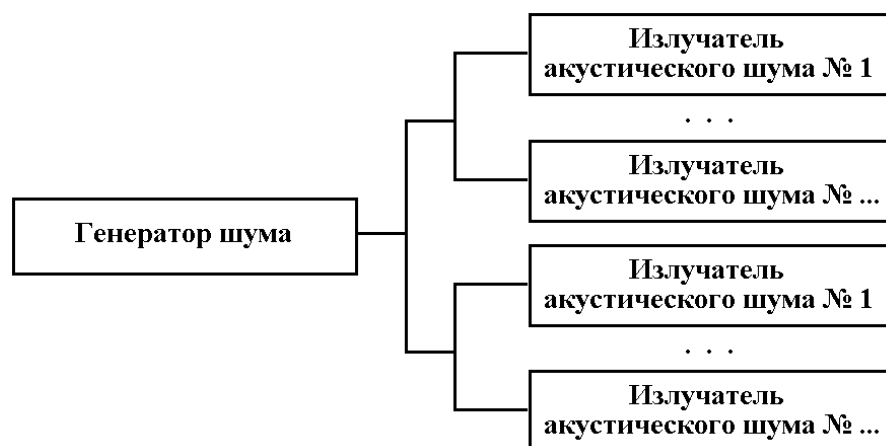 Излучатель
акустического шума № 1
. . .
Излучатель
акустического шума № ...
Генератор шума
Излучатель
акустического шума № 1
. . .
Излучатель
акустического шума № ...